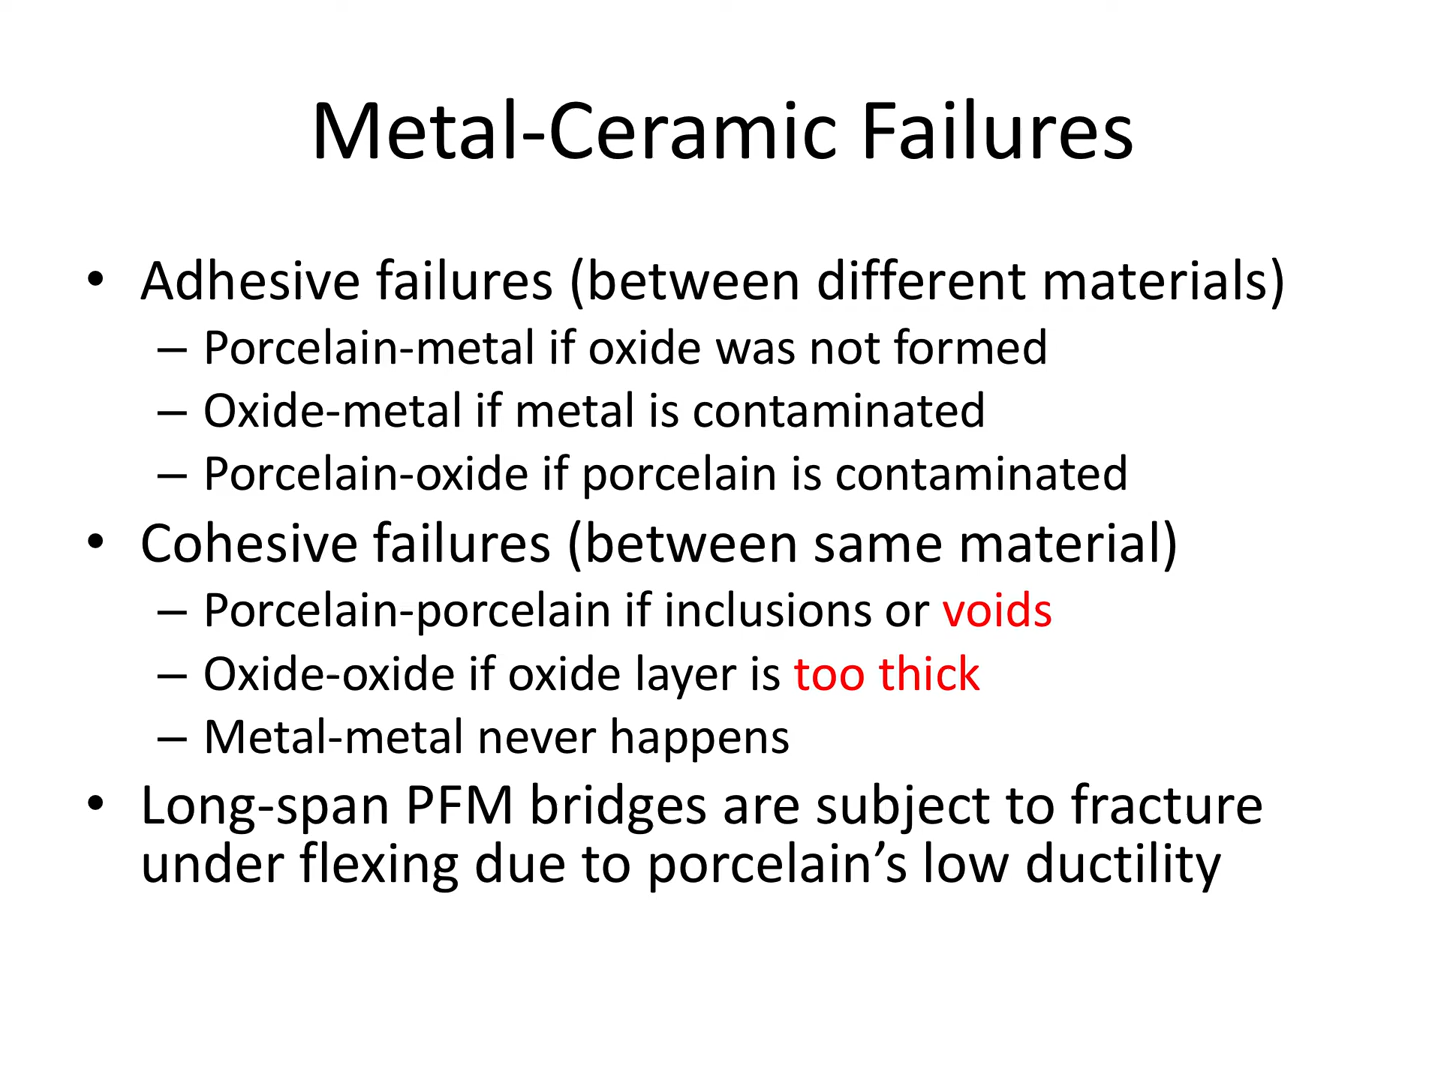 Metal-Ceramic Failures
• Adhesive failures (between different materials)
– Porcelain-metal if oxide was not formed
– Oxide-metal if metal is contaminated
– Porcelain-oxide if porcelain is contaminated
• Cohesive failures (between same material)
– Porcelain-porcelain if inclusions or voids
– Oxide-oxide if oxide layer is too thick
– Metal-metal never happens
• Long-span PFM bridges are subject to fracture
under flexing due to porcelain’s low ductility